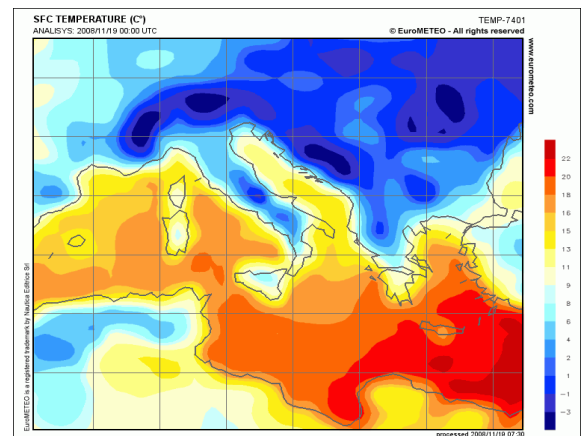 SFC TEMPERATURE (C°)
TEMP-7401
ANALISYS: 2008/11/19 00:00 UTC
© EuroMETEO - All rights reserved
www.eurometeo.com
EuroMETEO is a registered trademark by Nautica Editrice Srl
22
20
18
16
15
13
11
9
8
6
4
2
1
-1
-3
processed 2008/11/19 07:30